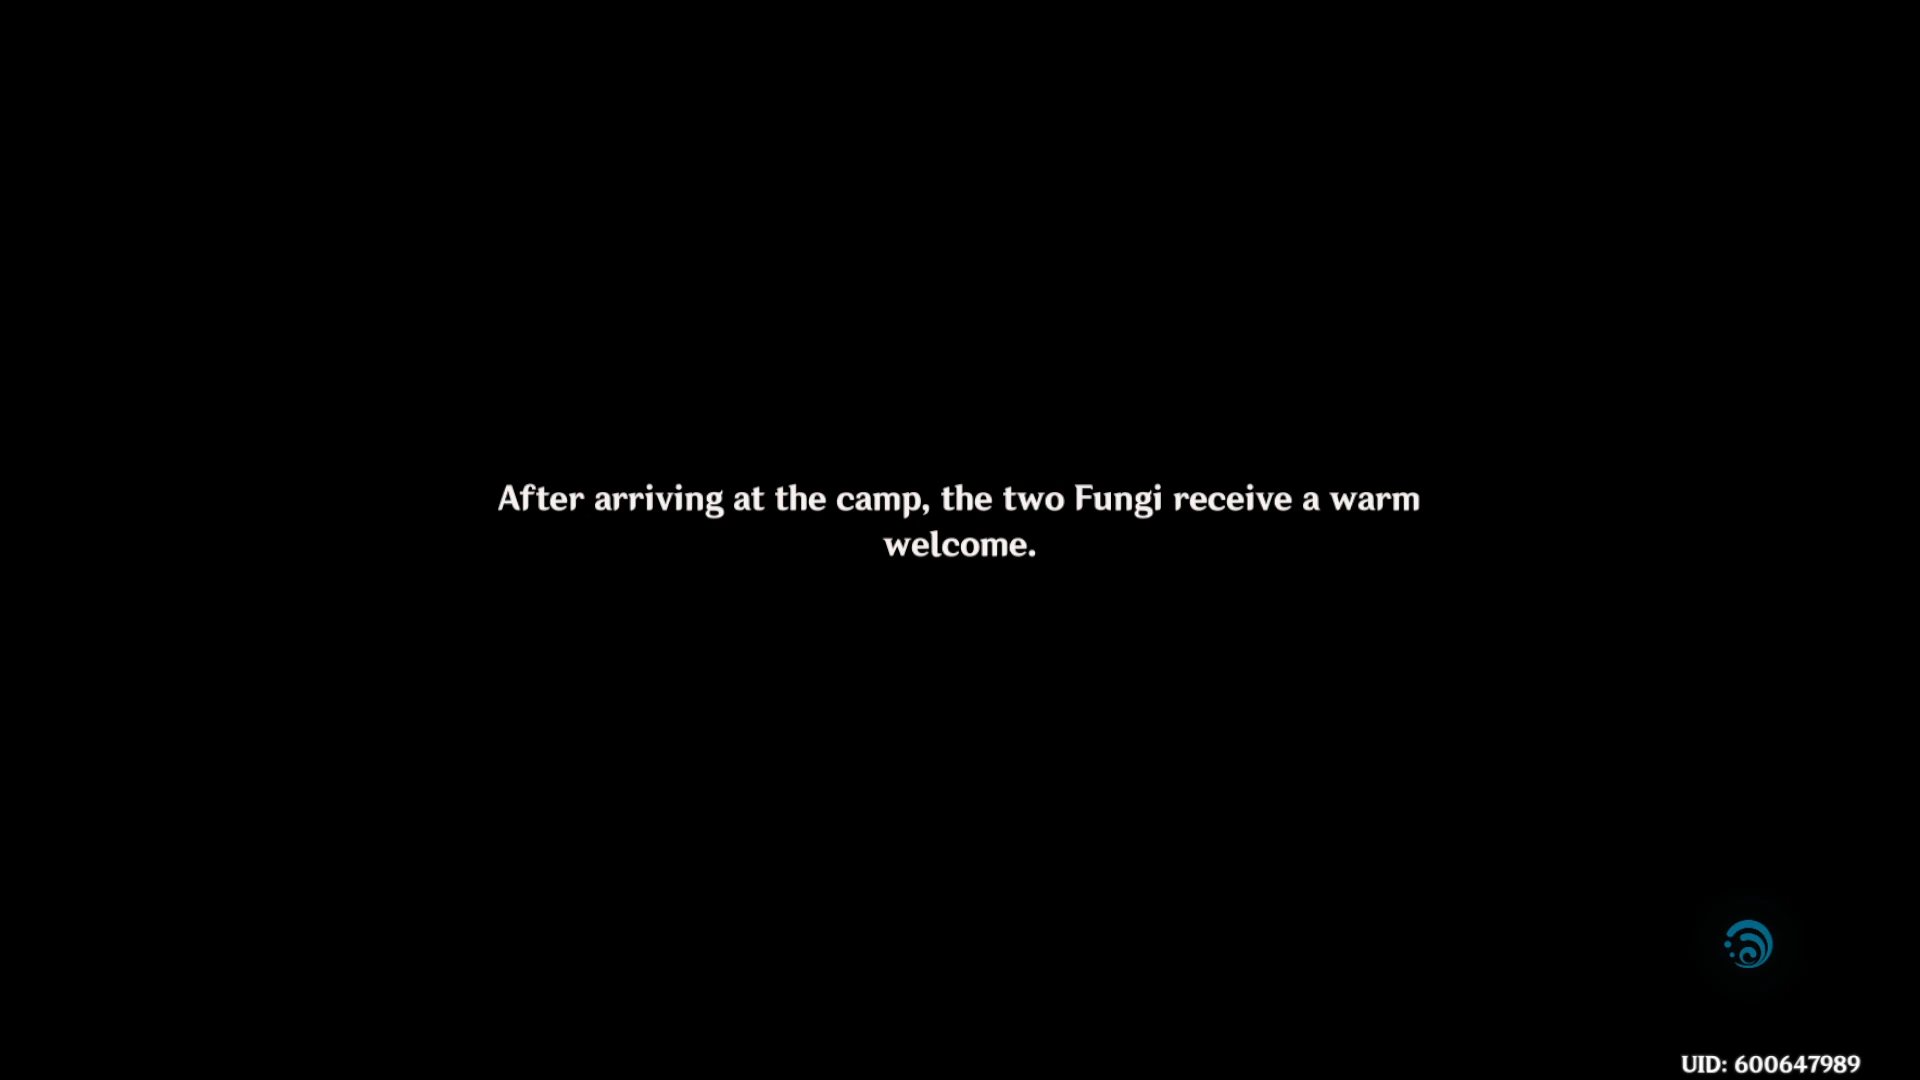 After arriving at the camp, the two Fungi receive a warm
welcome.
UID: 600647989